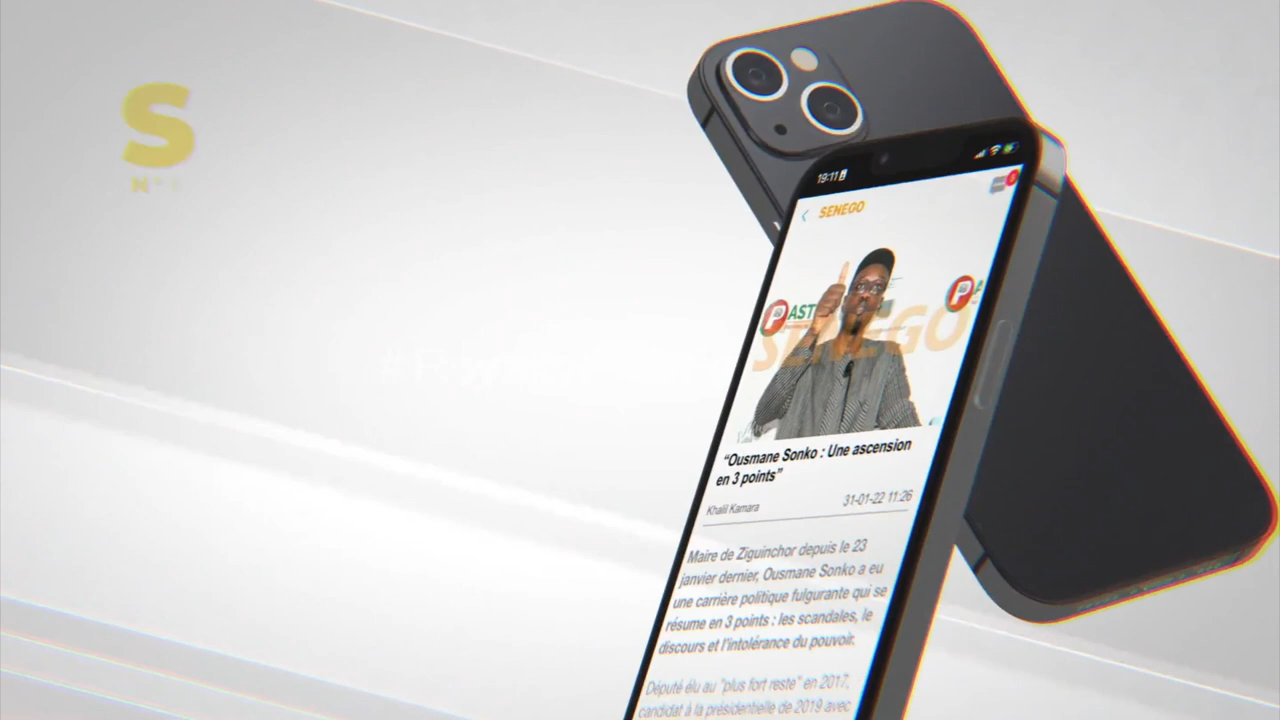 S
N°
19:11
SENEGO
PAST
P
SENEGO
“Ousmane Sonko : Une ascension
en 3 points”
Khalil Kamara
31-01-22 11:26
Maire de Ziguinchor depuis le 23
janvier dernier, Ousmane Sonko a eu
une carrière politique fulgurante qui se
résume en 3 points : les scandales, le
discours et l'intolérance du pouvoir.
Député élu au "plus fort reste" en 2017,
candidat à la présidentielle de 2019 avec